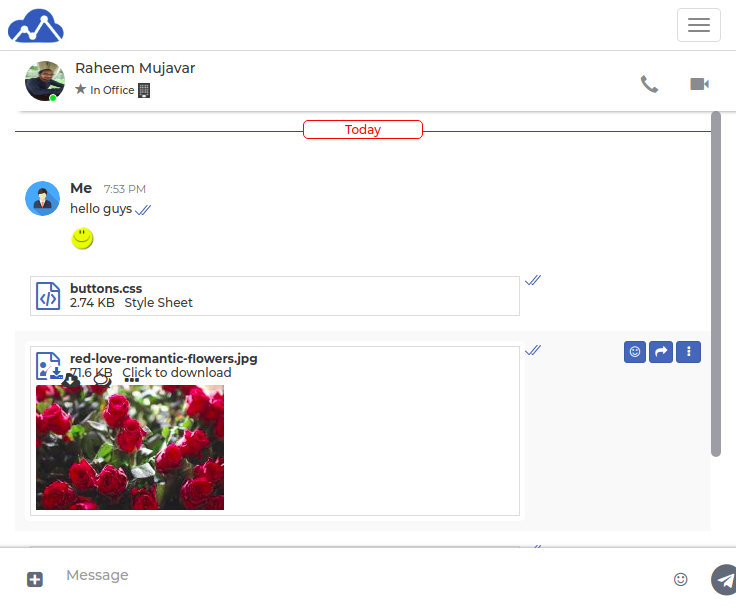 Raheem Mujavar
In Office
Today
Me 7:53 PM
hello guys
buttons.css
2.74 KB Style Sheet
red-love-romantic-flowers.jpg
71.6 KB Click to download
Message